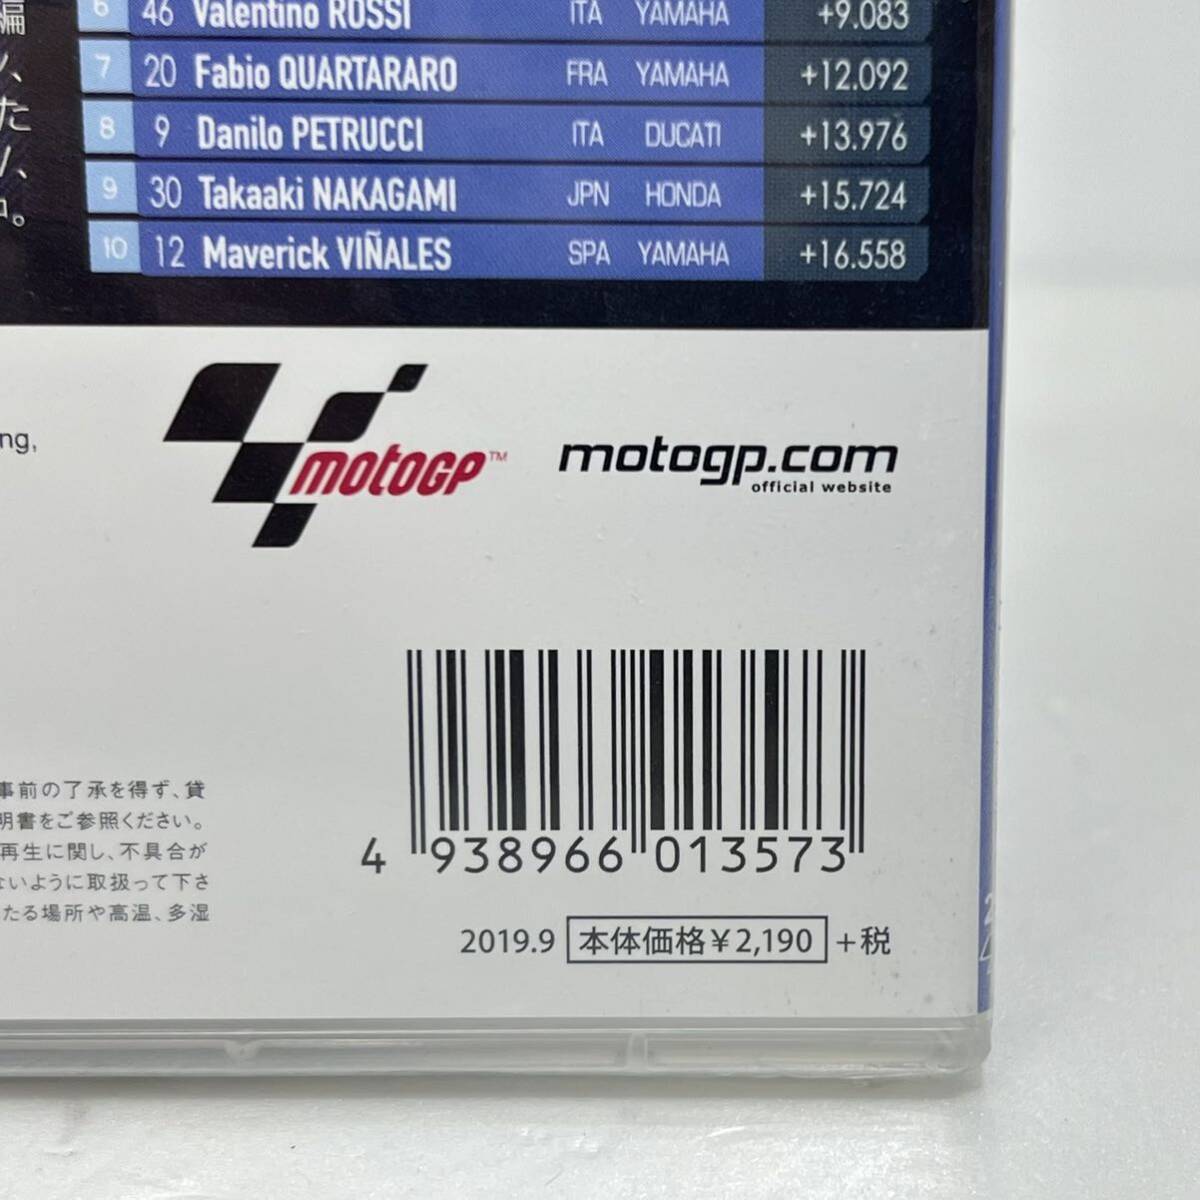 6 46 Valentino ROSSI ITA YAMAHA +9.083
7 20 Fabio QUARTARARO FRA YAMAHA +12.092
8 9 Danilo PETRUCCI ITA DUCATI +13.976
9 30 Takaaki NAKAGAMI JPN HONDA +15.724
10 12 Maverick VIÑALES SPA YAMAHA +16.558
編
た
ng,
motoGP™
motogp.com
official website
事前の了承を得ず、貸
明書をご参照ください。
再生に関し、不具合が
ないように取扱って下さ
たる場所や高温、多湿
4 938966 013573
2019.9 本体価格¥2,190 +税